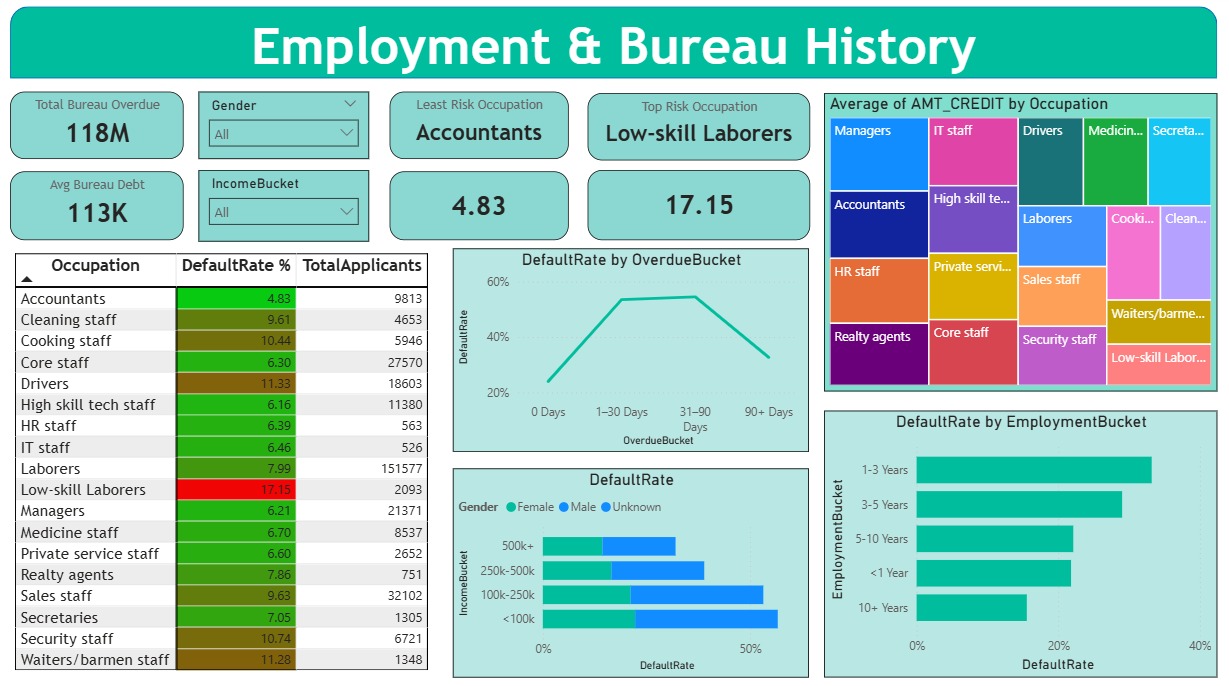 Employment & Bureau History
Total Bureau Overdue
118M
Gender
All
Least Risk Occupation
Accountants
Top Risk Occupation
Low-skill Laborers
Avg Bureau Debt
113K
IncomeBucket
All
4.83
17.15
Average of AMT_CREDIT by Occupation
Managers
IT staff
Drivers
Medicin...
Secreta...
Accountants
High skill te...
Laborers
Cooki...
Clean...
HR staff
Private servi...
Sales staff
Waiters/barme...
Realty agents
Core staff
Security staff
Low-skill Labor...
Occupation DefaultRate % TotalApplicants
Accountants 4.83 9813
Cleaning staff 9.61 4653
Cooking staff 10.44 5946
Core staff 6.30 27570
Drivers 11.33 18603
High skill tech staff 6.16 11380
HR staff 6.39 563
IT staff 6.46 526
Laborers 7.99 151577
Low-skill Laborers 17.15 2093
Managers 6.21 21371
Medicine staff 6.70 8537
Private service staff 6.60 2652
Realty agents 7.86 751
Sales staff 9.63 32102
Secretaries 7.05 1305
Security staff 10.74 6721
Waiters/barmen staff 11.28 1348
DefaultRate by OverdueBucket
DefaultRate
60%
40%
20%
0 Days 1–30 Days 31–90 Days 90+ Days
OverdueBucket
DefaultRate
Gender Female Male Unknown
IncomeBucket
500k+
250k-500k
100k-250k
<100k
0% 50%
DefaultRate
DefaultRate by EmploymentBucket
EmploymentBucket
1-3 Years
3-5 Years
5-10 Years
<1 Year
10+ Years
0% 20% 40%
DefaultRate